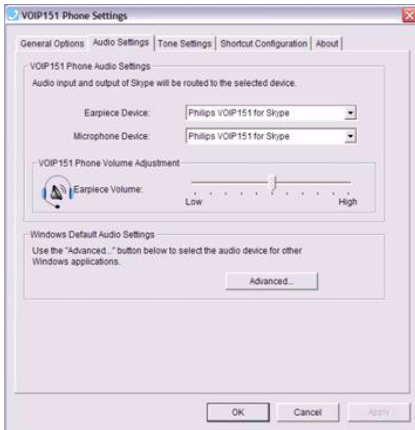 VOIP151 Phone Settings
General Options Audio Settings Tone Settings Shortcut Configuration About
VOIP151 Phone Audio Settings
Audio input and output of Skype will be routed to the selected device.
Earpiece Device: Philips VOIP151 for Skype
Microphone Device: Philips VOIP151 for Skype
VOIP151 Phone Volume Adjustment
Earpiece Volume:
Low High
Windows Default Audio Settings
Use the "Advanced..." button below to select the audio device for other
Windows applications.
Advanced...
OK Cancel Apply